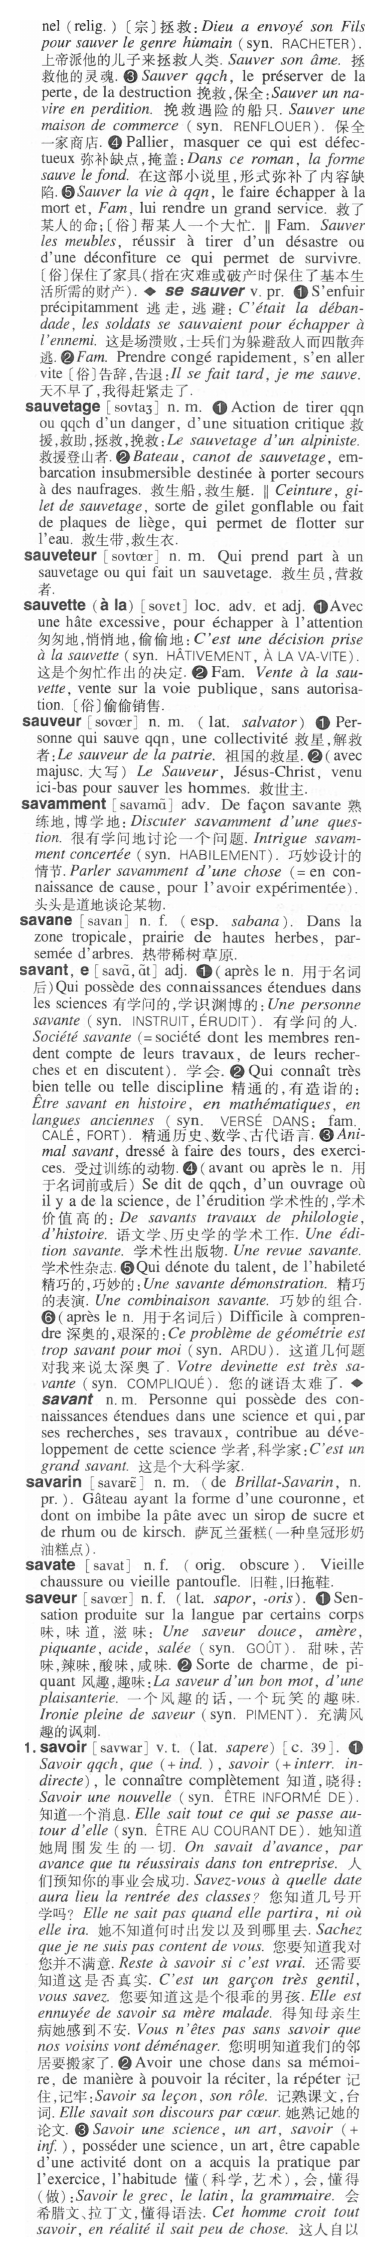 nel (relig.) [宗]拯救: Dieu a envoyé son Fils
pour sauver le genre humain (syn. RACHETER).
上帝派他的儿子来拯救人类. Sauver son âme. 拯
救他的灵魂. ❸ Sauver qqch, le préserver de la
perte, de la destruction 挽救,保全: Sauver un na-
vire en perdition. 挽救遇险的船只. Sauver une
maison de commerce (syn. RENFLOUER). 保全
一家商店. ❹ Pallier, masquer ce qui est défec-
tueux 弥补缺点,掩盖: Dans ce roman, la forme
sauve le fond. 在这部小说里,形式弥补了内容缺
陷. ❺ Sauver la vie à qqn, le faire échapper à la
mort et, Fam, lui rendre un grand service. 救了
某人的命; [俗]帮某人一个大忙. ‖ Fam. Sauver
les meubles, réussir à tirer d'un désastre ou
d'une déconfiture ce qui permet de survivre.
[俗]保住了家具(指在灾难或破产时保住了基本生
活所需的财产). ◆ se sauver v. pr. ❶ S'enfuir
précipitamment 逃走,逃避: C'était la déban-
dade, les soldats se sauvaient pour échapper à
l'ennemi. 这是场溃败,士兵们为躲避敌人而四散奔
逃. ❷ Fam. Prendre congé rapidement, s'en aller
vite [俗]告辞,告退: Il se fait tard, je me sauve.
天不早了,我得赶紧走了.
sauvetage [sovtaʒ] n. m. ❶ Action de tirer qqn
ou qqch d'un danger, d'une situation critique 救
援,救助,拯救,挽救: Le sauvetage d'un alpiniste.
救援登山者. ❷ Bateau, canot de sauvetage, em-
barcation insubmersible destinée à porter secours
à des naufrages. 救生船,救生艇. ‖ Ceinture, gi-
let de sauvetage, sorte de gilet gonflable ou fait
de plaques de liège, qui permet de flotter sur
l'eau. 救生带,救生衣.
sauveteur [sovtœr] n. m. Qui prend part à un
sauvetage ou qui fait un sauvetage. 救生员,营救
者.
sauvette (à la) [sovɛt] loc. adv. et adj. ❶ Avec
une hâte excessive, pour échapper à l'attention
匆匆地,悄悄地,偷偷地: C'est une décision prise
à la sauvette (syn. HÂTIVEMENT, À LA VA-VITE).
这是个匆忙作出的决定. ❷ Fam. Vente à la sau-
vette, vente sur la voie publique, sans autorisa-
tion. [俗]偷偷销售.
sauveur [sovœr] n. m. (lat. salvator) ❶ Per-
sonne qui sauve qqn, une collectivité 救星,解救
者: Le sauveur de la patrie. 祖国的救星. ❷ (avec
majusc. 大写) Le Sauveur, Jésus-Christ, venu
ici-bas pour sauver les hommes. 救世主.
savamment [savamɑ̃] adv. De façon savante 熟
练地,博学地: Discuter savamment d'une ques-
tion. 很有学问地讨论一个问题. Intrigue savam-
ment concertée (syn. HABILEMENT). 巧妙设计的
情节. Parler savamment d'une chose (= en con-
naissance de cause, pour l'avoir expérimentée).
头头是道地谈论某物.
savane [savan] n. f. (esp. sabana). Dans la
zone tropicale, prairie de hautes herbes, par-
semée d'arbres. 热带稀树草原.
savant, e [savɑ̃, ɑ̃t] adj. ❶ (après le n. 用于名词
后) Qui possède des connaissances étendues dans
les sciences 有学问的,学识渊博的: Une personne
savante (syn. INSTRUIT, ÉRUDIT). 有学问的人.
Société savante (= société dont les membres ren-
dent compte de leurs travaux, de leurs recher-
ches et en discutent). 学会. ❷ Qui connaît très
bien telle ou telle discipline 精通的,有造诣的:
Être savant en histoire, en mathématiques, en
langues anciennes (syn. VERSÉ DANS; fam.
CALÉ, FORT). 精通历史、数学、古代语言. ❸ Ani-
mal savant, dressé à faire des tours, des exerci-
ces. 受过训练的动物. ❹ (avant ou après le n. 用
于名词前或后) Se dit de qqch, d'un ouvrage où
il y a de la science, de l'érudition 学术性的,学术
价值高的: De savants travaux de philologie,
d'histoire. 语文学、历史学的学术工作. Une édi-
tion savante. 学术性出版物. Une revue savante.
学术性杂志. ❺ Qui dénote du talent, de l'habileté
精巧的,巧妙的: Une savante démonstration. 精巧
的表演. Une combinaison savante. 巧妙的组合.
❻ (après le n. 用于名词后) Difficile à compren-
dre 深奥的,艰深的: Ce problème de géométrie est
trop savant pour moi (syn. ARDU). 这道几何题
对我来说太深奥了. Votre devinette est très sa-
vante (syn. COMPLIQUÉ). 您的谜语太难了. ◆
savant n. m. Personne qui possède des con-
naissances étendues dans une science et qui, par
ses recherches, ses travaux, contribue au déve-
loppement de cette science 学者,科学家: C'est un
grand savant. 这是个大科学家.
savarin [savarɛ̃] n. m. (de Brillat-Savarin, n.
pr.). Gâteau ayant la forme d'une couronne, et
dont on imbibe la pâte avec un sirop de sucre et
de rhum ou de kirsch. 萨瓦兰蛋糕(一种皇冠形奶
油糕点).
savate [savat] n. f. (orig. obscure). Vieille
chaussure ou vieille pantoufle. 旧鞋,旧拖鞋.
saveur [savœr] n. f. (lat. sapor, -oris). ❶ Sen-
sation produite sur la langue par certains corps
味,味道,滋味: Une saveur douce, amère,
piquante, acide, salée (syn. GOÛT). 甜味,苦
味,辣味,酸味,咸味. ❷ Sorte de charme, de pi-
quant 风趣,趣味: La saveur d'un bon mot, d'une
plaisanterie. 一个风趣的话,一个玩笑的趣味.
Ironie pleine de saveur (syn. PIMENT). 充满风
趣的讽刺.
1. savoir [savwar] v. t. (lat. sapere) [c. 39]. ❶
Savoir qqch, que (+ ind.), savoir (+ interr. in-
directe), le connaître complètement 知道,晓得:
Savoir une nouvelle (syn. ÊTRE INFORMÉ DE).
知道一个消息. Elle sait tout ce qui se passe au-
tour d'elle (syn. ÊTRE AU COURANT DE). 她知道
她周围发生的一切. On savait d'avance, par
avance que tu réussirais dans ton entreprise. 人
们预知你的事业会成功. Savez-vous à quelle date
aura lieu la rentrée des classes? 您知道几号开
学吗? Elle ne sait pas quand elle partira, ni où
elle ira. 她不知道何时出发以及到哪里去. Sachez
que je ne suis pas content de vous. 您要知道我对
您并不满意. Reste à savoir si c'est vrai. 还需要
知道这是否真实. C'est un garçon très gentil,
vous savez. 您要知道这是个很乖的男孩. Elle est
ennuyée de savoir sa mère malade. 得知母亲生
病她感到不安. Vous n'êtes pas sans savoir que
nos voisins vont déménager. 您明明知道我们的邻
居要搬家了. ❷ Avoir une chose dans sa mémoi-
re, de manière à pouvoir la réciter, la répéter 记
住,记牢: Savoir sa leçon, son rôle. 记熟课文,台
词. Elle savait son discours par cœur. 她熟记她的
论文. ❸ Savoir une science, un art, savoir (+
inf.), posséder une science, un art, être capable
d'une activité dont on a acquis la pratique par
l'exercice, l'habitude 懂(科学,艺术),会,懂得
(做): Savoir le grec, le latin, la grammaire. 会
希腊文、拉丁文,懂得语法. Cet homme croit tout
savoir, en réalité il sait peu de chose. 这人自以